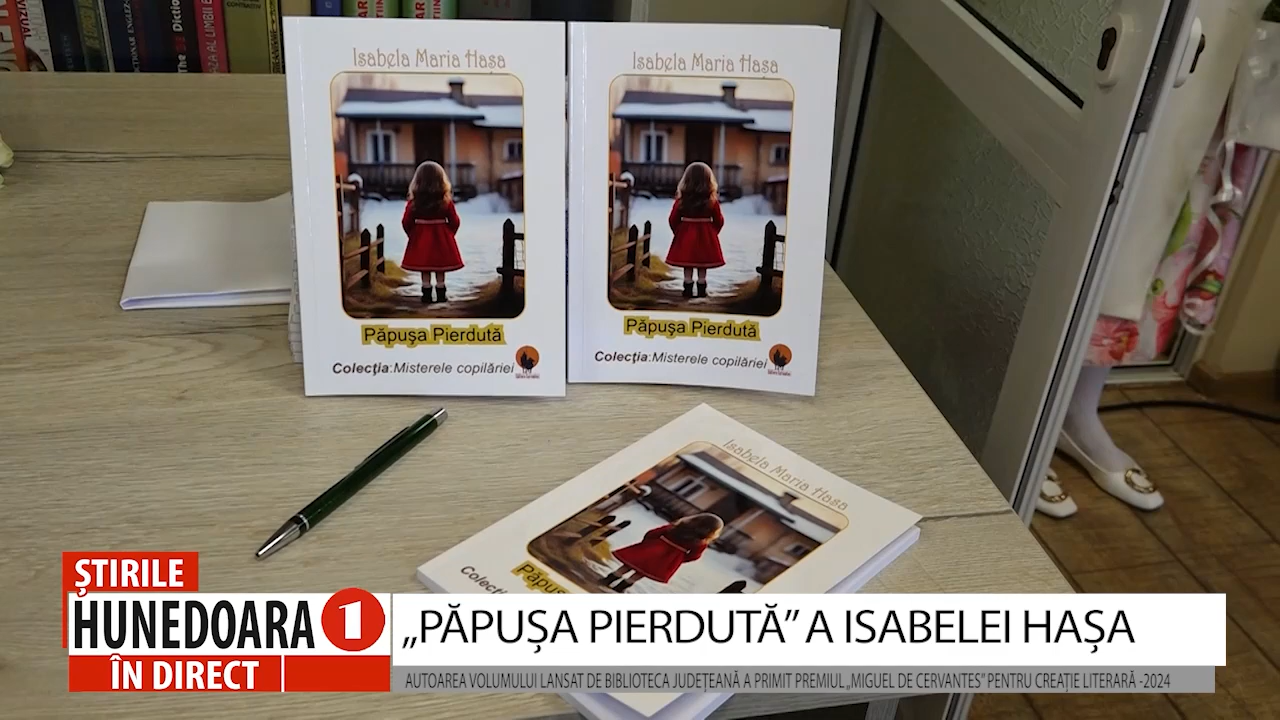 The Dictionary
Isabela Maria Hașa
Păpușa Pierdută
Colecția:Misterele copilăriei
Isabela Maria Hașa
Păpușa Pierdută
Colecția:Misterele copilăriei
Isabela Maria Hașa
ȘTIRILE
HUNEDOARA 1
ÎN DIRECT
„PĂPUȘA PIERDUTĂ” A ISABELEI HAȘA
AUTOAREA VOLUMULUI LANSAT DE BIBLIOTECA JUDEȚEANĂ A PRIMIT PREMIUL „MIGUEL DE CERVANTES” PENTRU CREAȚIE LITERARĂ -2024